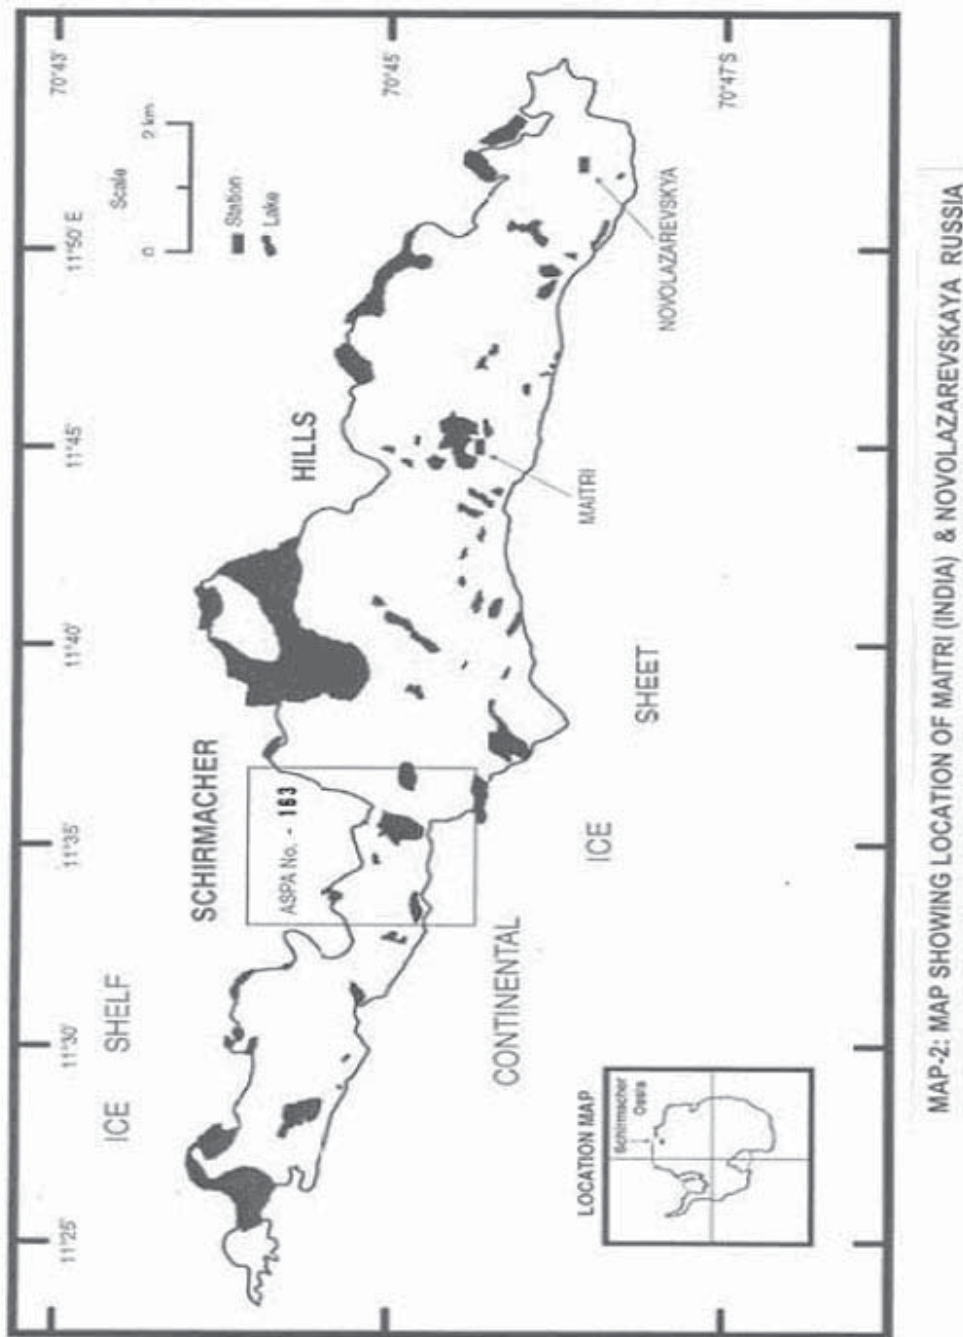 11°25'
11°30'
11°35'
11°40'
11°45'
11°50' E
70°43'
70°45'
70°47'S
ICE SHELF
SCHIRMACHER
HILLS
Scale
0 2 km
Station
Lake
ASPA No. - 163
MAITRI
NOVOLAZAREVSKYA
CONTINENTAL
ICE
SHEET
LOCATION MAP
Schirmacher
Oasis
MAP-2: MAP SHOWING LOCATION OF MAITRI (INDIA) & NOVOLAZAREVSKAYA RUSSIA